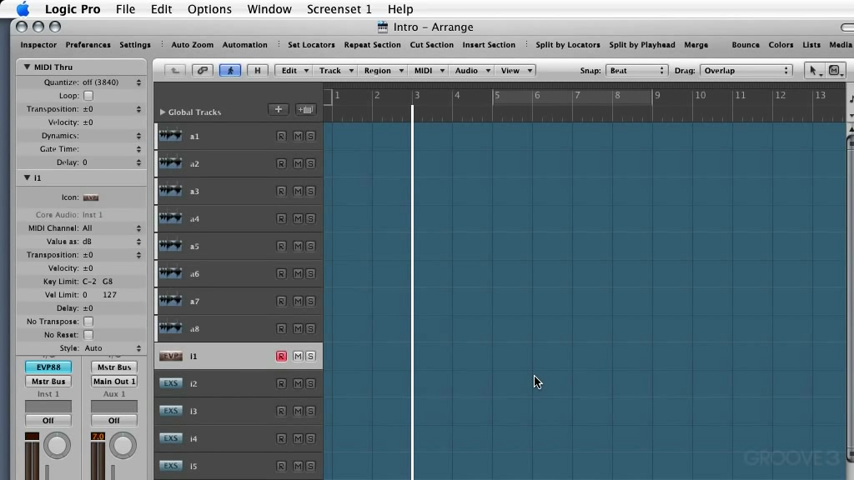 Logic Pro File Edit Options Window Screenset 1 Help
Intro - Arrange
Inspector Preferences Settings Auto Zoom Automation Set Locators Repeat Section Cut Section Insert Section Split by Locators Split by Playhead Merge Bounce Colors Lists Media
MIDI Thru
H Edit Track Region MIDI Audio View Snap: Beat Drag: Overlap
Quantize: off (3840)
Loop:
Transposition: ±0
Velocity: ±0
Dynamics:
Gate Time:
Delay: 0
1 2 3 4 5 6 7 8 9 10 11 12 13
Global Tracks
a1 R M S
a2 R M S
a3 R M S
a4 R M S
a5 R M S
a6 R M S
a7 R M S
a8 R M S
i1 R M S
i2 R M S
i3 R M S
i4 R M S
i5 R M S
i1
Icon:
Core Audio: Inst 1
MIDI Channel: All
Value as: dB
Transposition: ±0
Velocity: ±0
Key Limit: C-2 G8
Vel Limit: 0 127
Delay: ±0
No Transpose:
No Reset:
Style: Auto
EVP88 Mstr Bus
Mstr Bus Main Out 1
Inst 1 Aux 1
Off Off
7.0
EVP
EXS
EXS
EXS
EXS
GROOVE 3